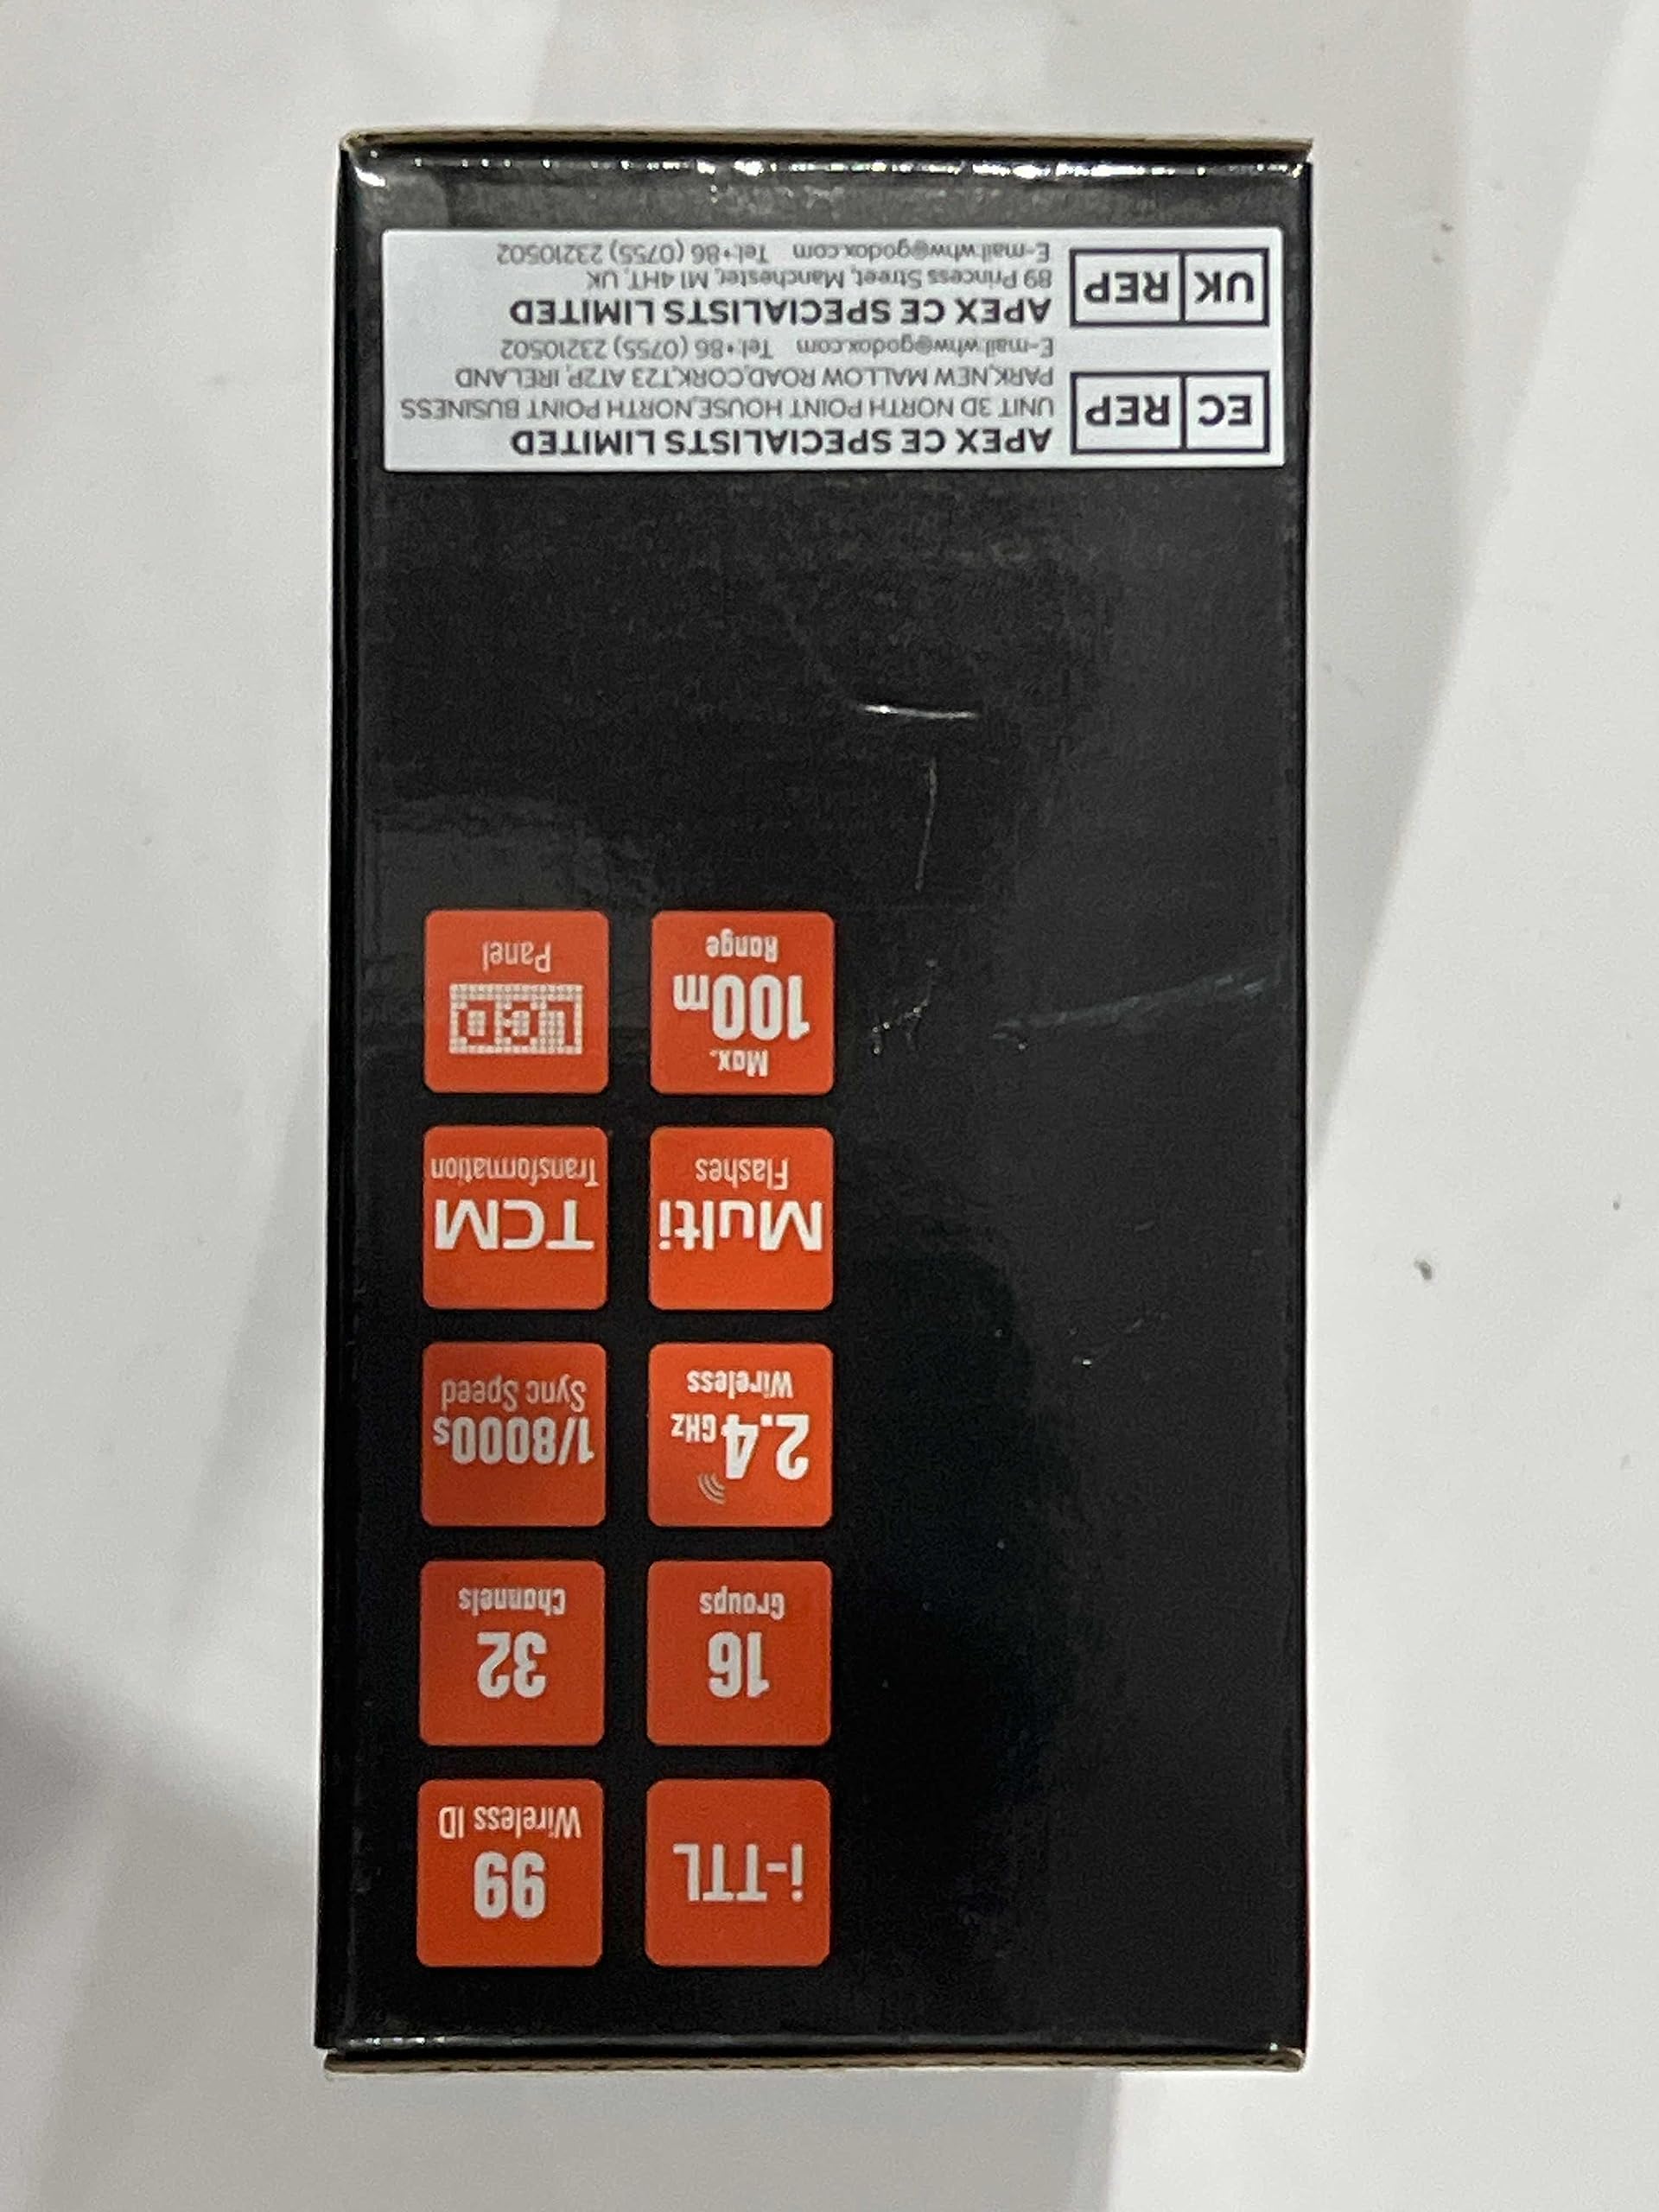 i-TTL
99
Wireless ID
16
Groups
32
Channels
2.4GHz
Wireless
1/8000s
Sync Speed
Multi
Flashes
TCM
Transformation
Max.
100m
Range
LCD
Panel
EC REP
APEX CE SPECIALISTS LIMITED
UNIT 3D NORTH POINT HOUSE,NORTH POINT BUSINESS
PARK,NEW MALLOW ROAD,CORK,T23 AT2P, IRELAND
E-mail:whw@godox.com Tel:+86 (0755) 23210502
UK REP
APEX CE SPECIALISTS LIMITED
89 Princess Street, Manchester, M1 4HT, UK
E-mail:whw@godox.com Tel:+86 (0755) 23210502